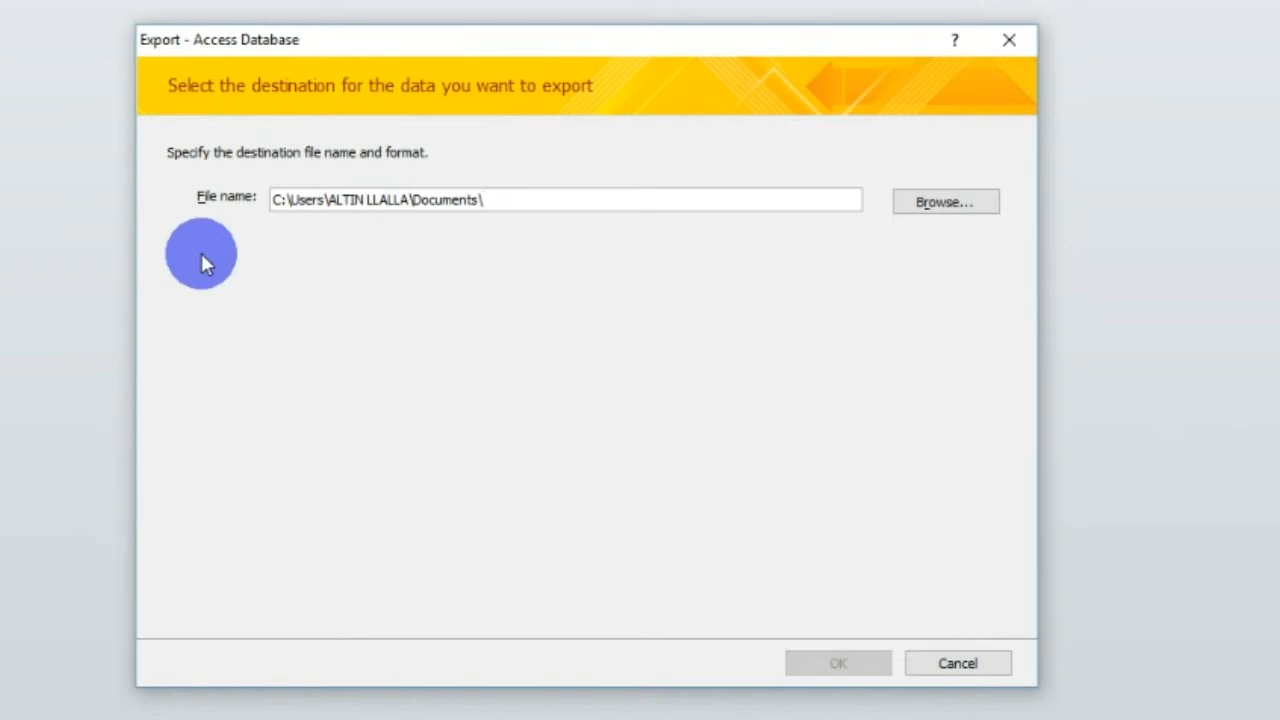 Export - Access Database
?
Select the destination for the data you want to export
Specify the destination file name and format.
File name: C:\Users\ALTIN LLALLA\Documents\ Browse...
OK Cancel